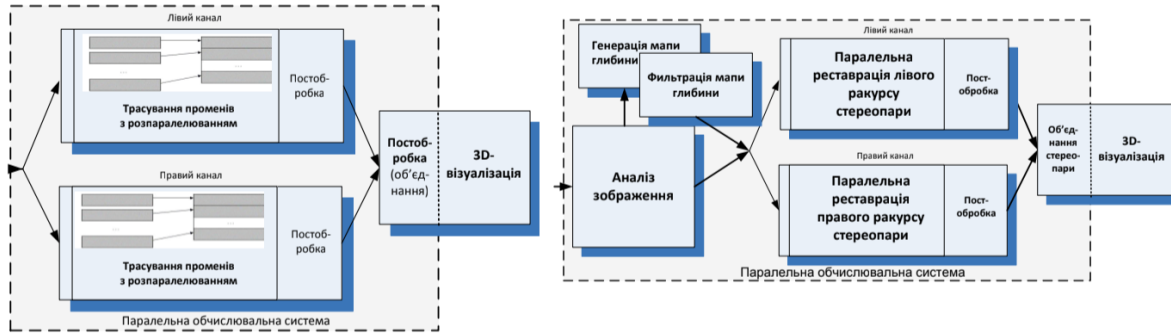 Лівий канал
Трасування променів
з розпаралелюванням
Постоб-
робка
Правий канал
Трасування променів
з розпаралелюванням
Постоб-
робка
Постоб-
робка
(об’єд-
нання)
3D-
візуалізація
Паралельна обчислювальна система
Генерація мапи
глибини
Фильтрація мапи
глибини
Аналіз
зображення
Лівий канал
Паралельна
реставрація лівого
ракурсу
стереопари
Пост-
обробка
Правий канал
Паралельна
реставрація
правого ракурсу
стереопари
Пост-
обробка
Об’єд-
нання
стерео-
пари
3D-
візуалізація
Паралельна обчислювальна система